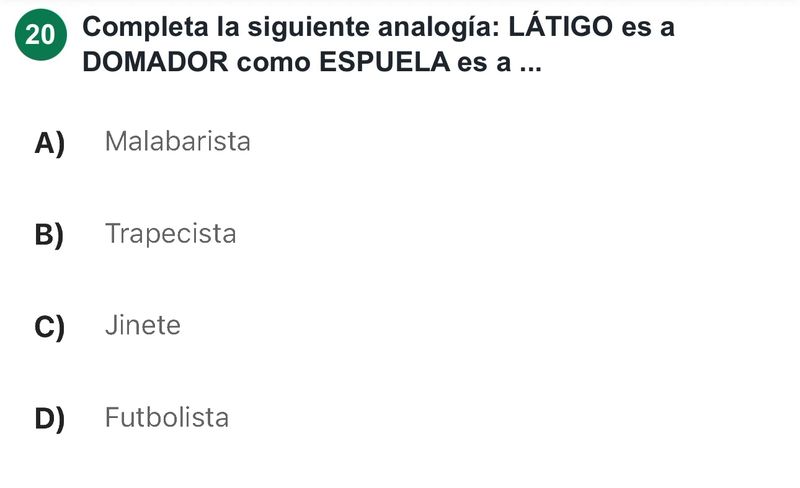 20 Completa la siguiente analogía: LÁTIGO es a
DOMADOR como ESPUELA es a ...
A) Malabarista
B) Trapecista
C) Jinete
D) Futbolista